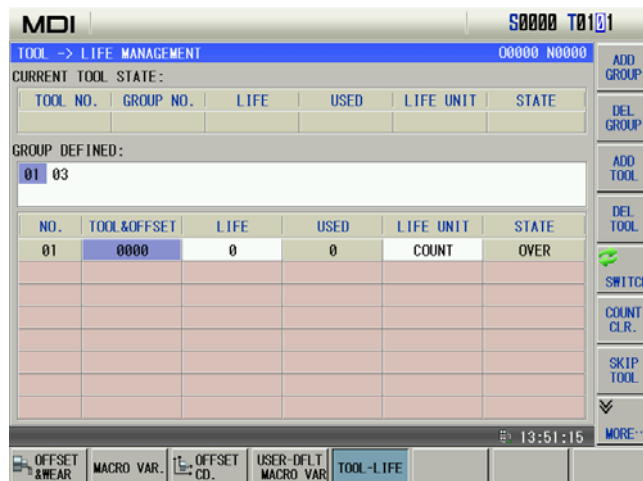 MDI S0000 T0101
TOOL -> LIFE MANAGEMENT O0000 N0000
CURRENT TOOL STATE:
TOOL NO. GROUP NO. LIFE USED LIFE UNIT STATE
GROUP DEFINED:
01 03
NO. TOOL&OFFSET LIFE USED LIFE UNIT STATE
01 0000 0 0 COUNT OVER
13:51:15
ADD
GROUP
DEL
GROUP
ADD
TOOL
DEL
TOOL
SWITCH
COUNT
CLR.
SKIP
TOOL
MORE··
OFFSET
&WEAR
MACRO VAR.
OFFSET
CD.
USER-DFLT
MACRO VAR
TOOL-LIFE